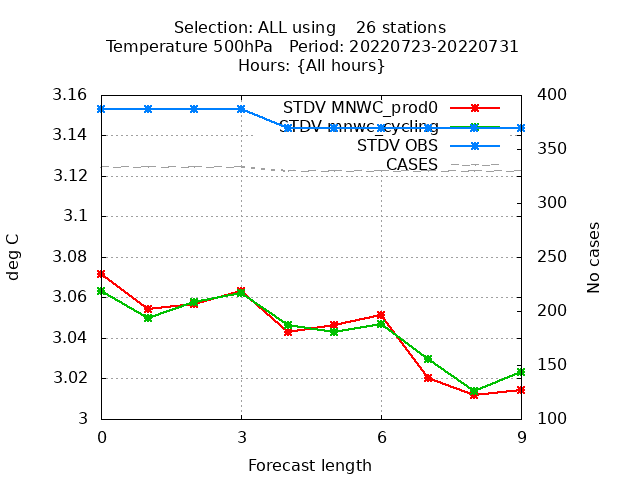 Selection: ALL using    26 stations
Temperature 500hPa   Period: 20220723-20220731
Hours: {All hours}
3.16
3.14
3.12
3.1
3.08
3.06
3.04
3.02
3
deg C
STDV MNWC_prod0
STDV mnwc_cycling
STDV OBS
CASES
400
350
300
250
200
150
100
No cases
0
3
6
9
Forecast length